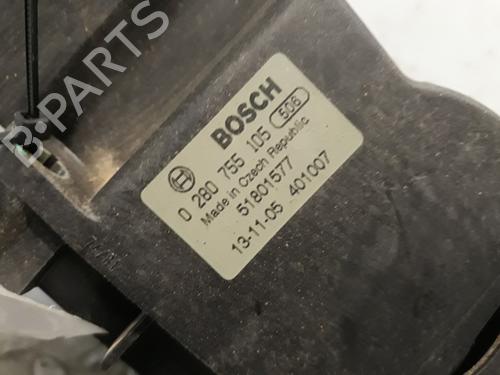 B-PARTS
BOSCH
0 280 755 105 506
Made in Czech Republic
51801577
13-11-05 401007